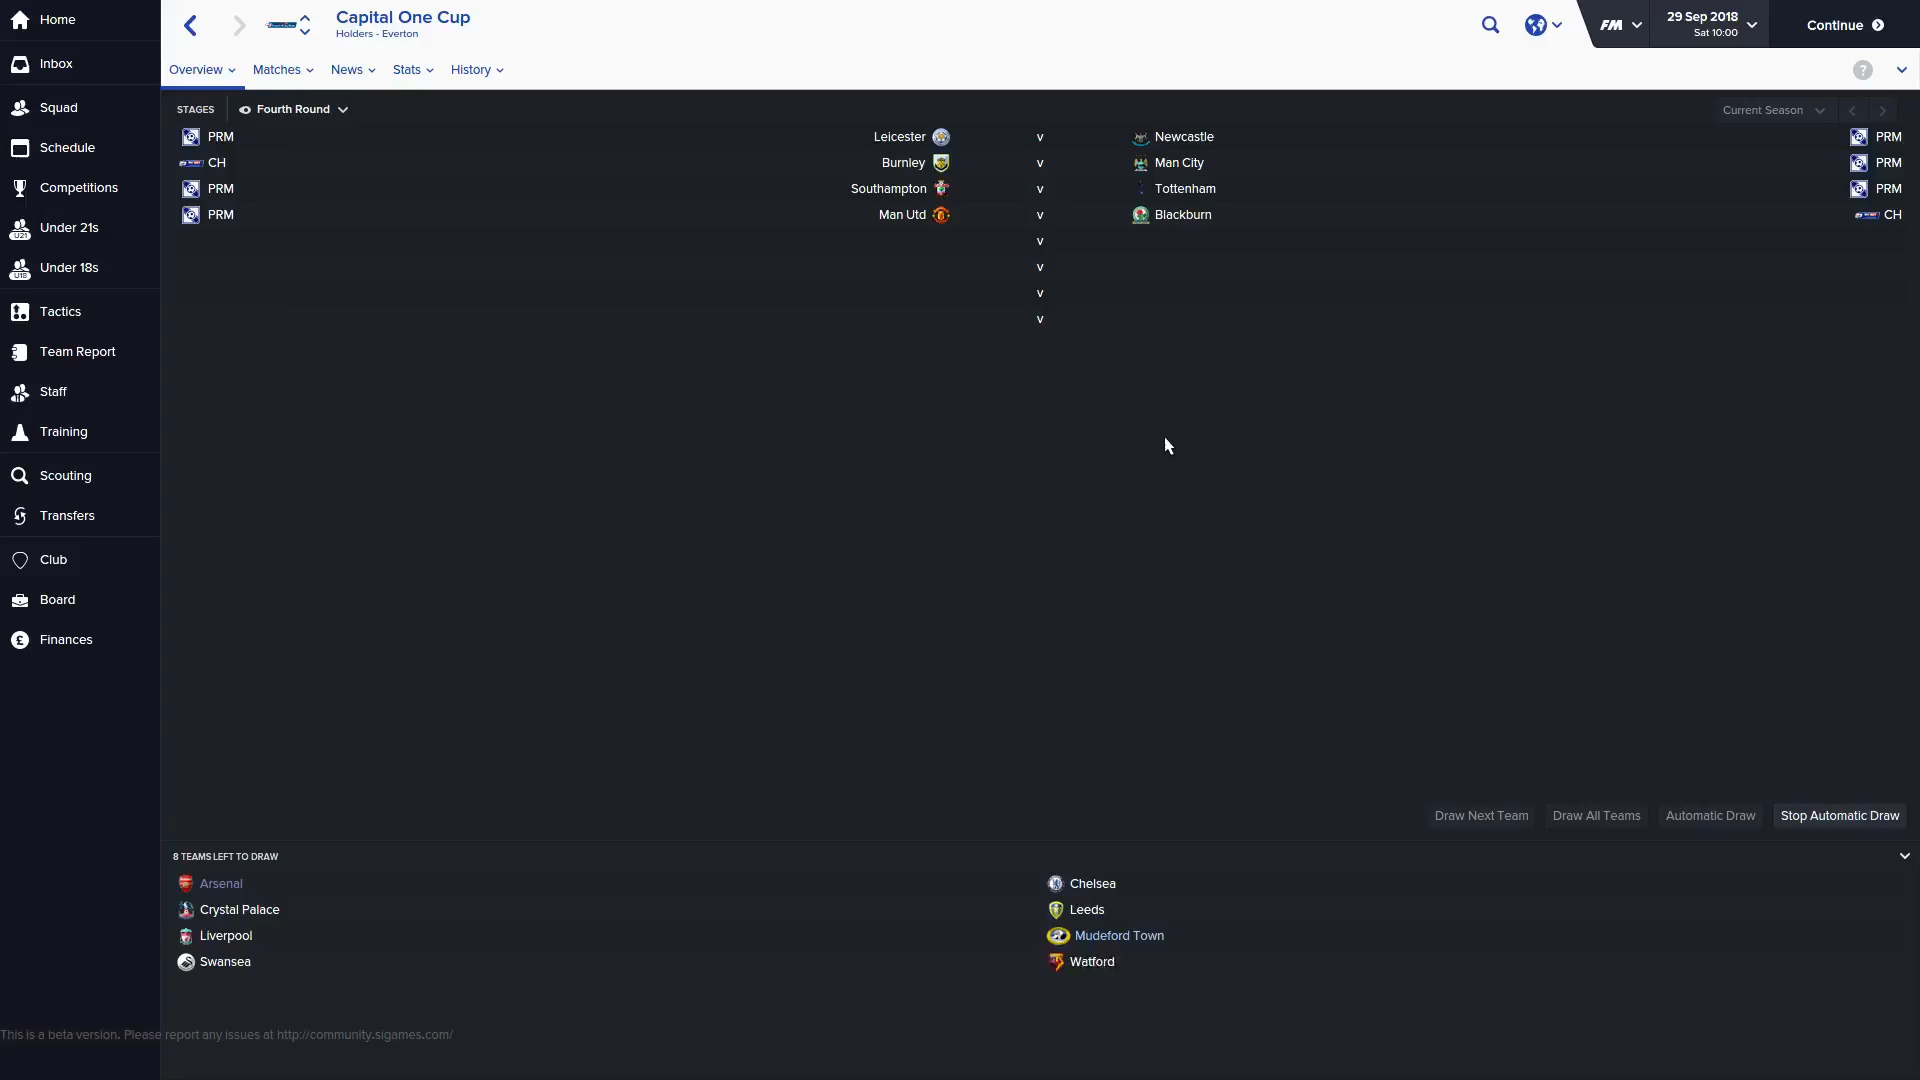 Home
Inbox
Squad
Schedule
Competitions
Under 21s
Under 18s
Tactics
Team Report
Staff
Training
Scouting
Transfers
Club
Board
Finances
Capital One Cup
Holders - Everton
FM
29 Sep 2018
Sat 10:00
Continue
Overview Matches News Stats History
?
STAGES Fourth Round Current Season
PRM Leicester v Newcastle PRM
CH Burnley v Man City PRM
PRM Southampton v Tottenham PRM
PRM Man Utd v Blackburn CH
v
v
v
v
Draw Next Team Draw All Teams Automatic Draw Stop Automatic Draw
8 TEAMS LEFT TO DRAW
Arsenal Chelsea
Crystal Palace Leeds
Liverpool Mudeford Town
Swansea Watford
This is a beta version. Please report any issues at http://community.sigames.com/